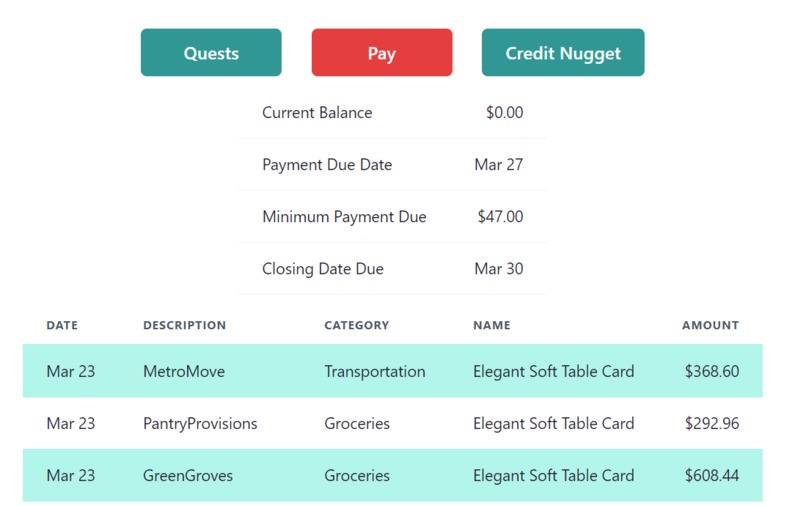 Quests Pay Credit Nugget
Current Balance $0.00
Payment Due Date Mar 27
Minimum Payment Due $47.00
Closing Date Due Mar 30
DATE DESCRIPTION CATEGORY NAME AMOUNT
Mar 23 MetroMove Transportation Elegant Soft Table Card $368.60
Mar 23 PantryProvisions Groceries Elegant Soft Table Card $292.96
Mar 23 GreenGroves Groceries Elegant Soft Table Card $608.44